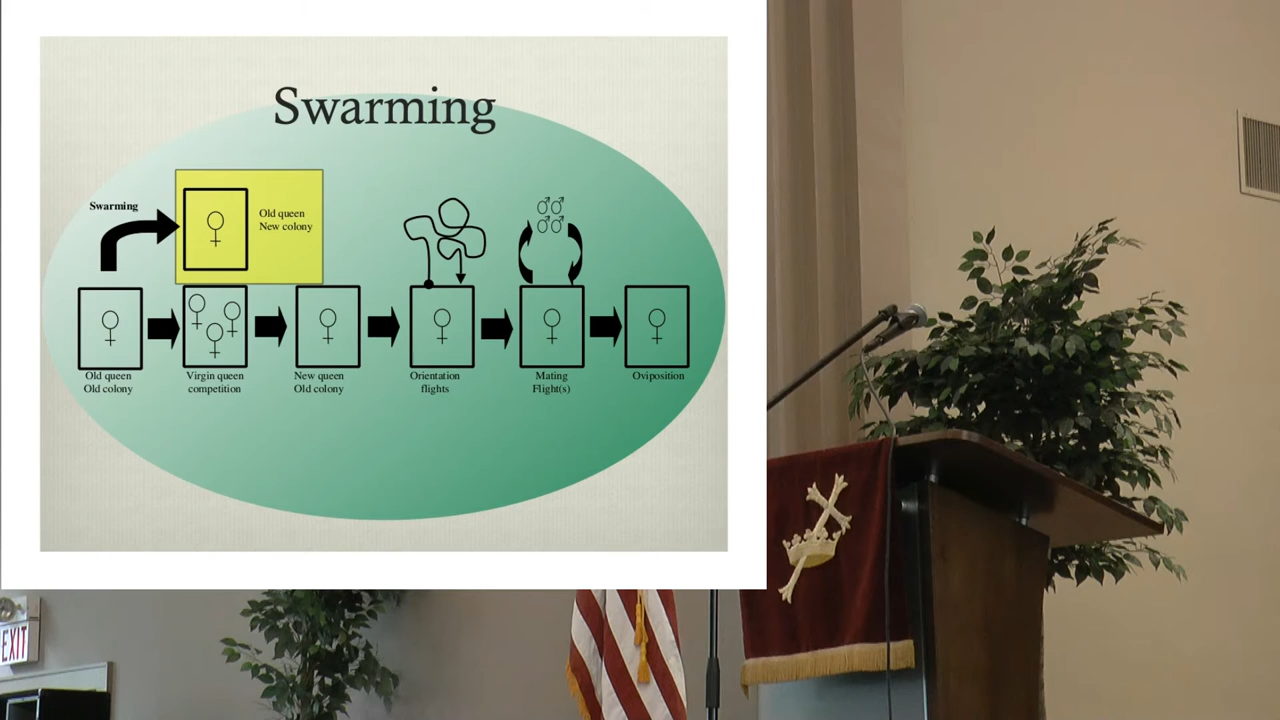 Swarming
Swarming
Old queen
New colony
Old queen
Old colony
Virgin queen
competition
New queen
Old colony
Orientation
flights
Mating
Flight(s)
Oviposition
EXIT